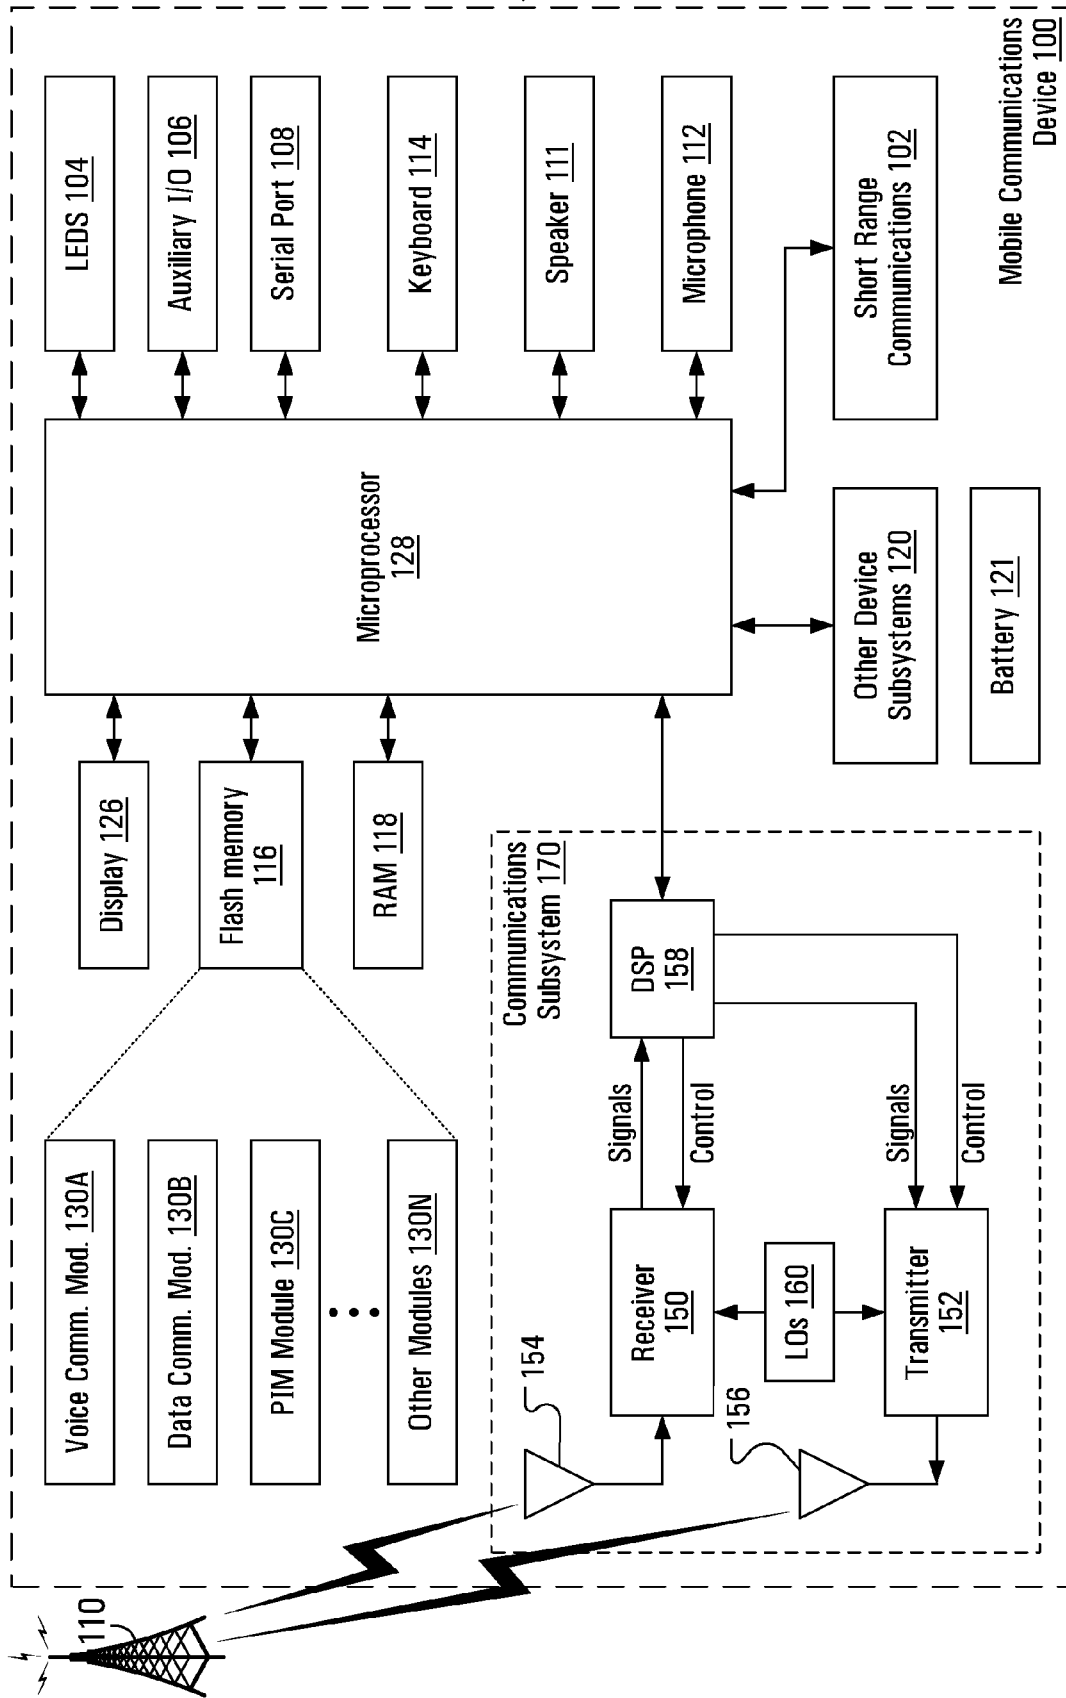 110
Voice Comm. Mod. 130A
Data Comm. Mod. 130B
PIM Module 130C
Other Modules 130N
Display 126
Flash memory
116
RAM 118
Microprocessor
128
LEDS 104
Auxiliary I/O 106
Serial Port 108
Keyboard 114
Speaker 111
Microphone 112
Short Range
Communications 102
Other Device
Subsystems 120
Battery 121
Communications
Subsystem 170
154
156
Receiver
150
LOs 160
Transmitter
152
Signals
Control
Signals
Control
DSP
158
Mobile Communications
Device 100